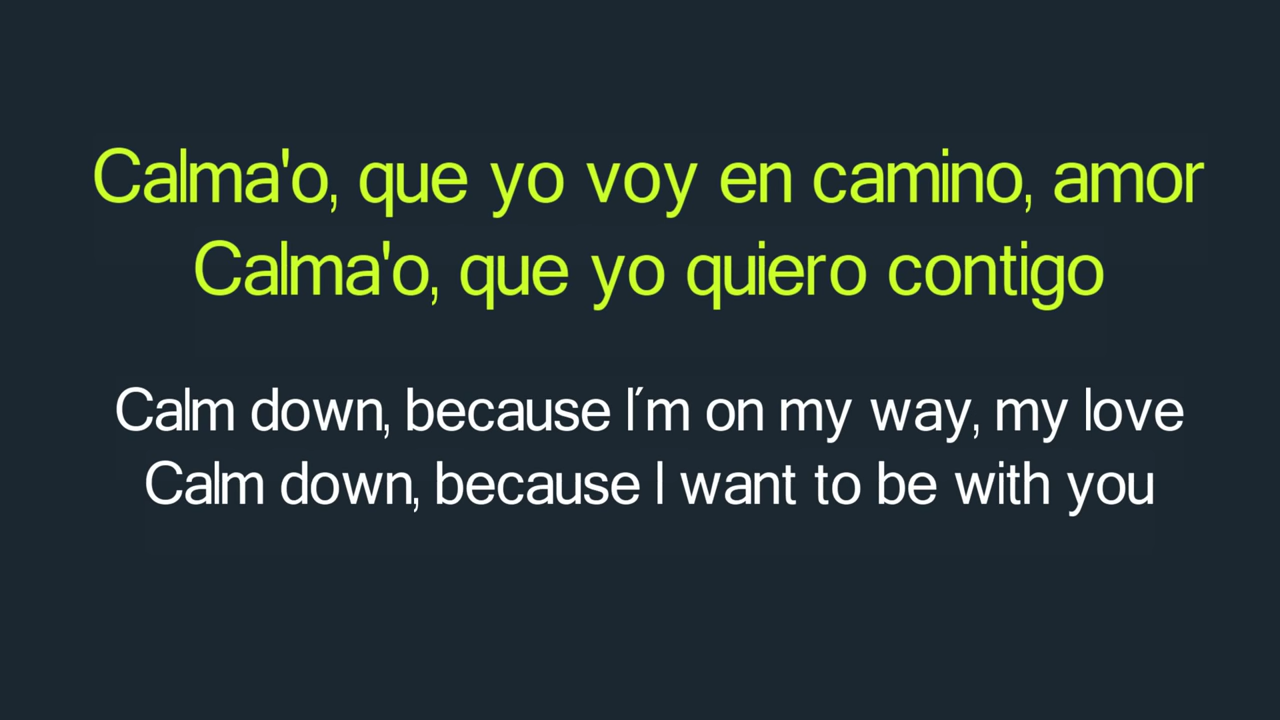 Calma'o, que yo voy en camino, amor
Calma'o, que yo quiero contigo
Calm down, because I´m on my way, my love
Calm down, because I want to be with you